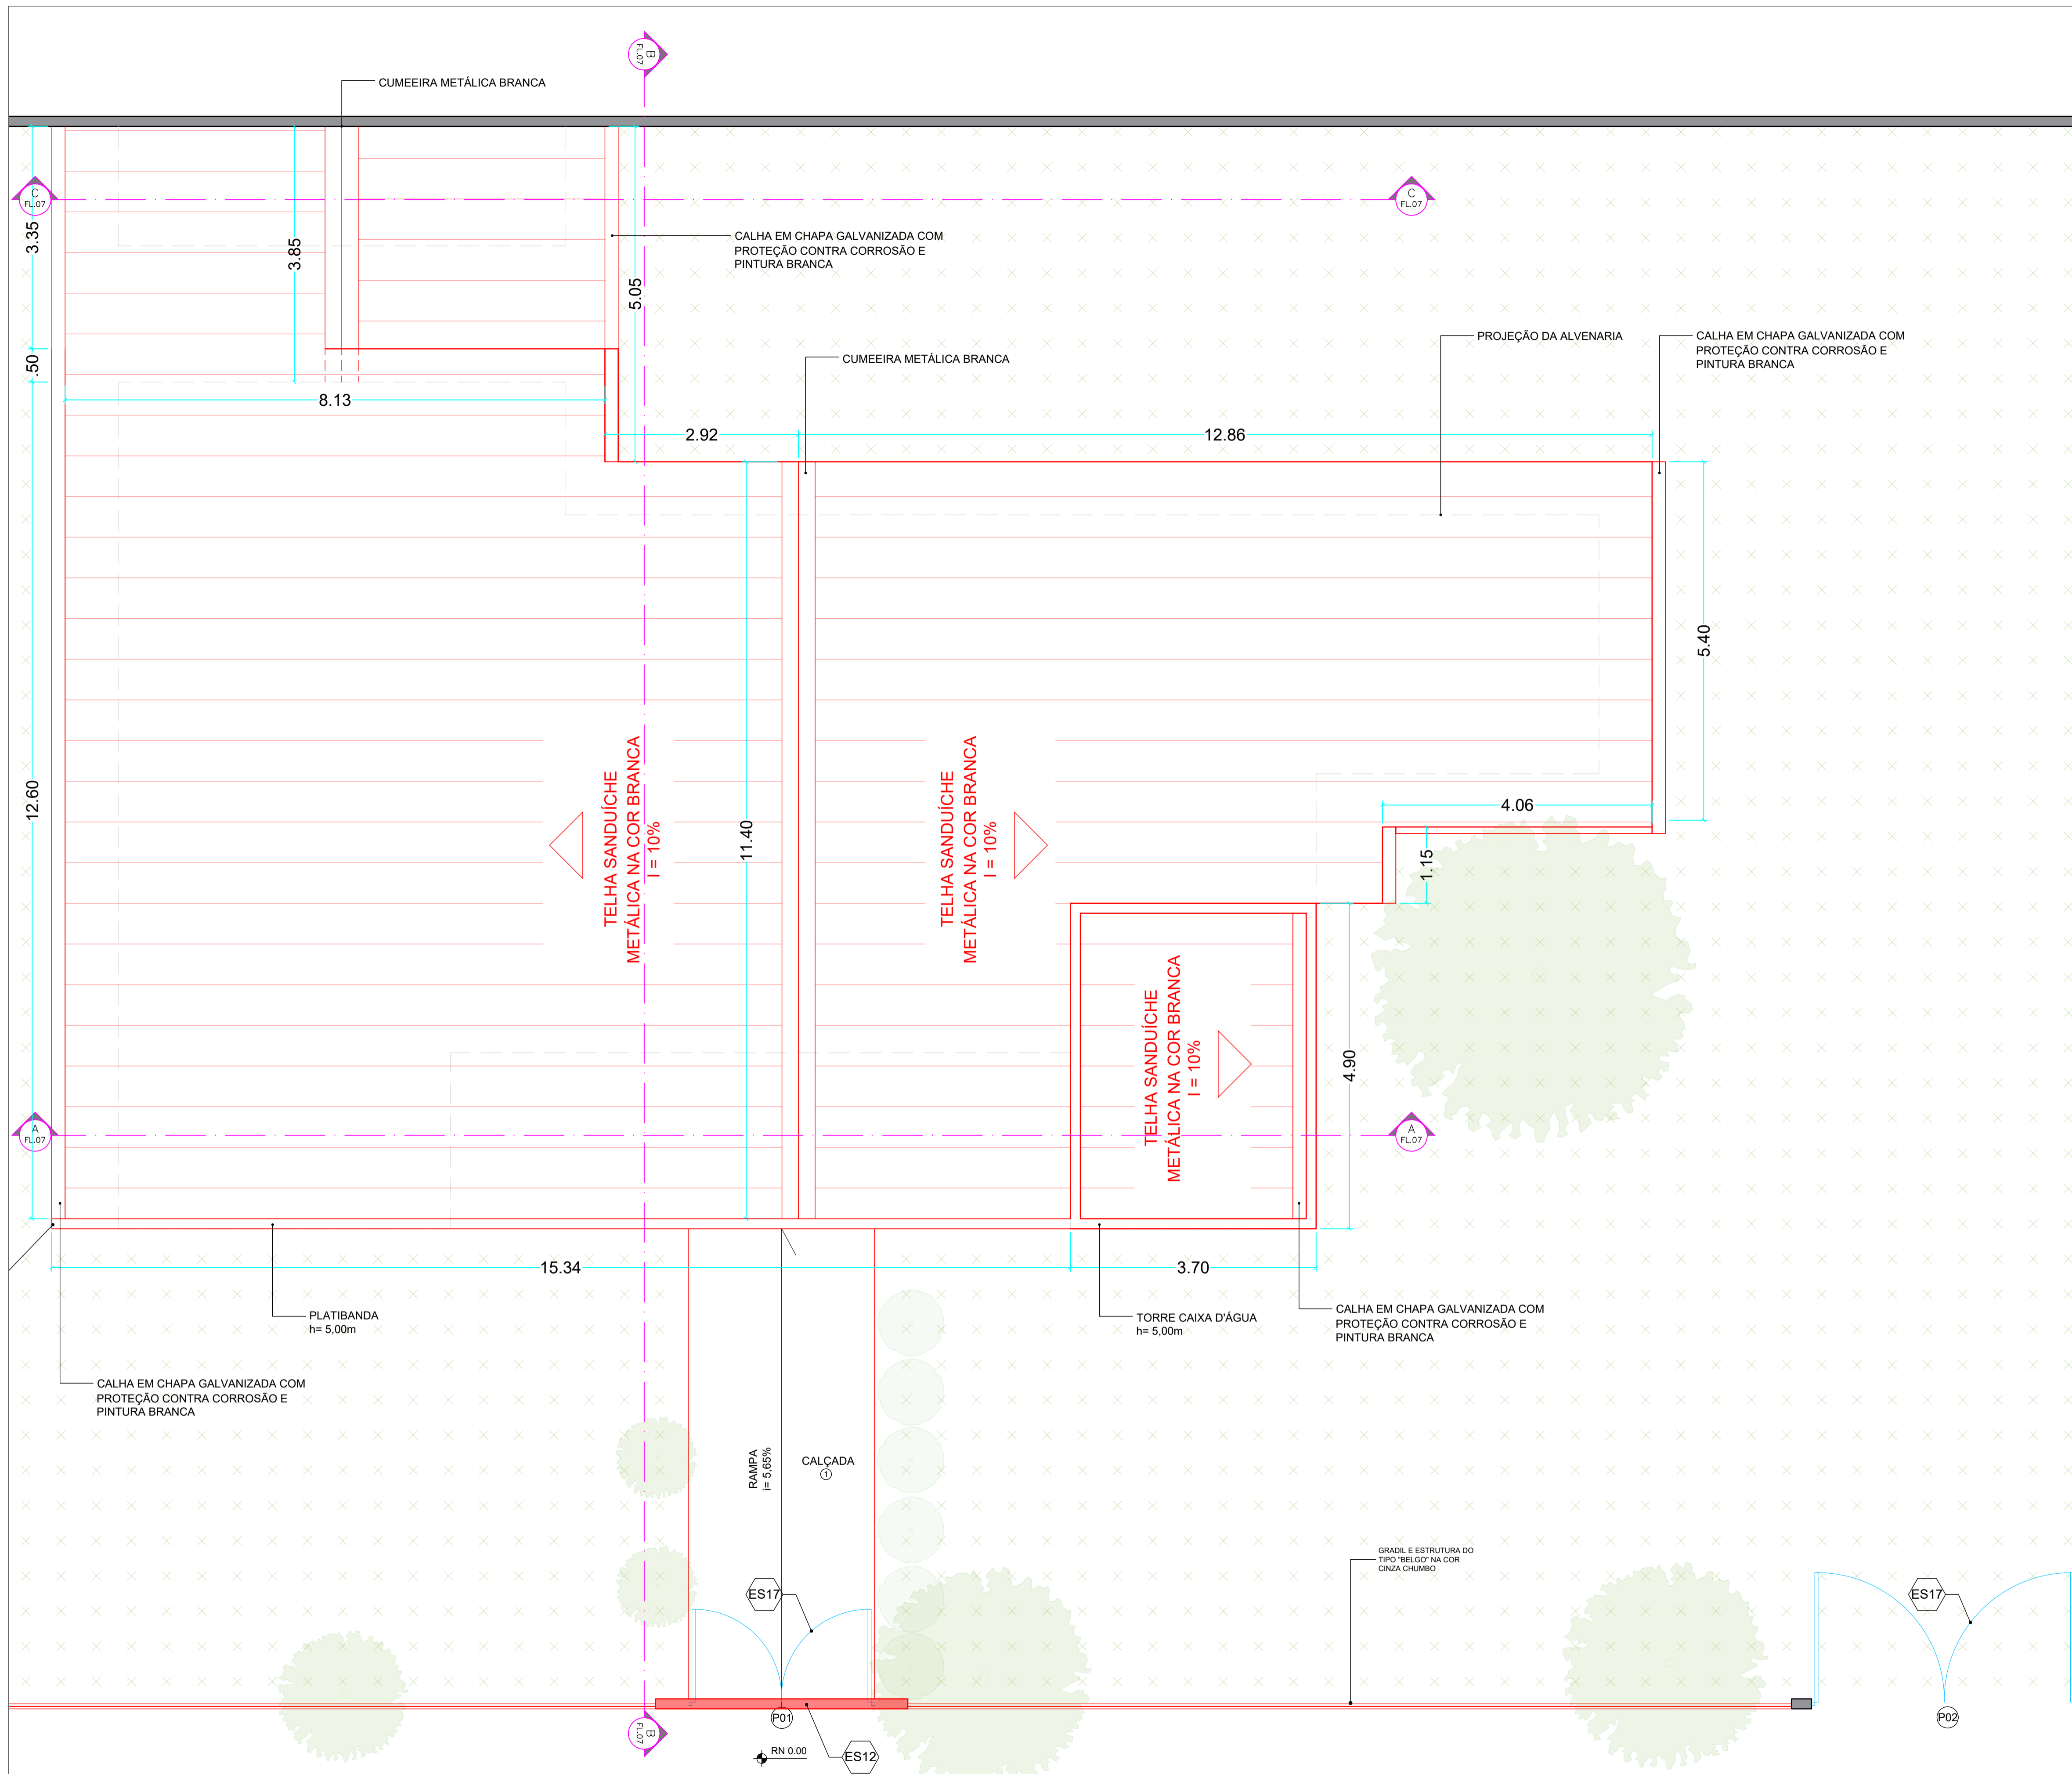 B
FL.07
CUMEEIRA METÁLICA BRANCA
C
FL.07
C
FL.07
3.35
3.85
5.05
CALHA EM CHAPA GALVANIZADA COM
PROTEÇÃO CONTRA CORROSÃO E
PINTURA BRANCA
.50
8.13
CUMEEIRA METÁLICA BRANCA
PROJEÇÃO DA ALVENARIA
CALHA EM CHAPA GALVANIZADA COM
PROTEÇÃO CONTRA CORROSÃO E
PINTURA BRANCA
2.92
12.86
5.40
12.60
TELHA SANDUÍCHE
METÁLICA NA COR BRANCA
I = 10%
11.40
TELHA SANDUÍCHE
METÁLICA NA COR BRANCA
I = 10%
4.06
1.15
TELHA SANDUÍCHE
METÁLICA NA COR BRANCA
I = 10%
4.90
A
FL.07
A
FL.07
15.34
3.70
PLATIBANDA
h= 5,00m
TORRE CAIXA D'ÁGUA
h= 5,00m
CALHA EM CHAPA GALVANIZADA COM
PROTEÇÃO CONTRA CORROSÃO E
PINTURA BRANCA
CALHA EM CHAPA GALVANIZADA COM
PROTEÇÃO CONTRA CORROSÃO E
PINTURA BRANCA
RAMPA
i= 5,65%
CALÇADA
1
GRADIL E ESTRUTURA DO
TIPO "BELGO" NA COR
CINZA CHUMBO
ES17
ES17
P01
P02
B
FL.07
RN 0.00
ES12